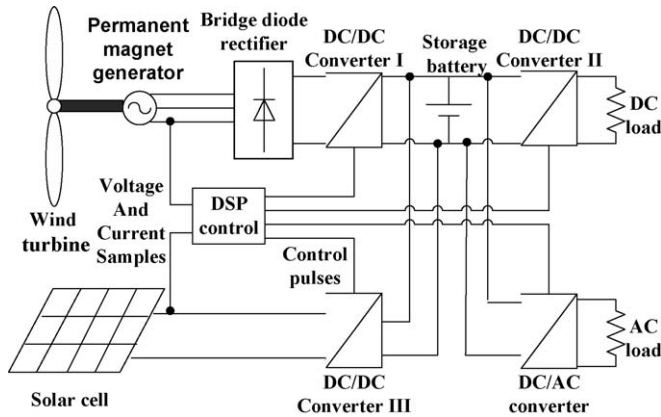 Permanent
magnet
generator
Bridge diode
rectifier
DC/DC
Converter I
Storage
battery
DC/DC
Converter II
DC
load
Wind
turbine
Voltage
And
Current
Samples
DSP
control
Control
pulses
Solar cell
DC/DC
Converter III
DC/AC
converter
AC
load